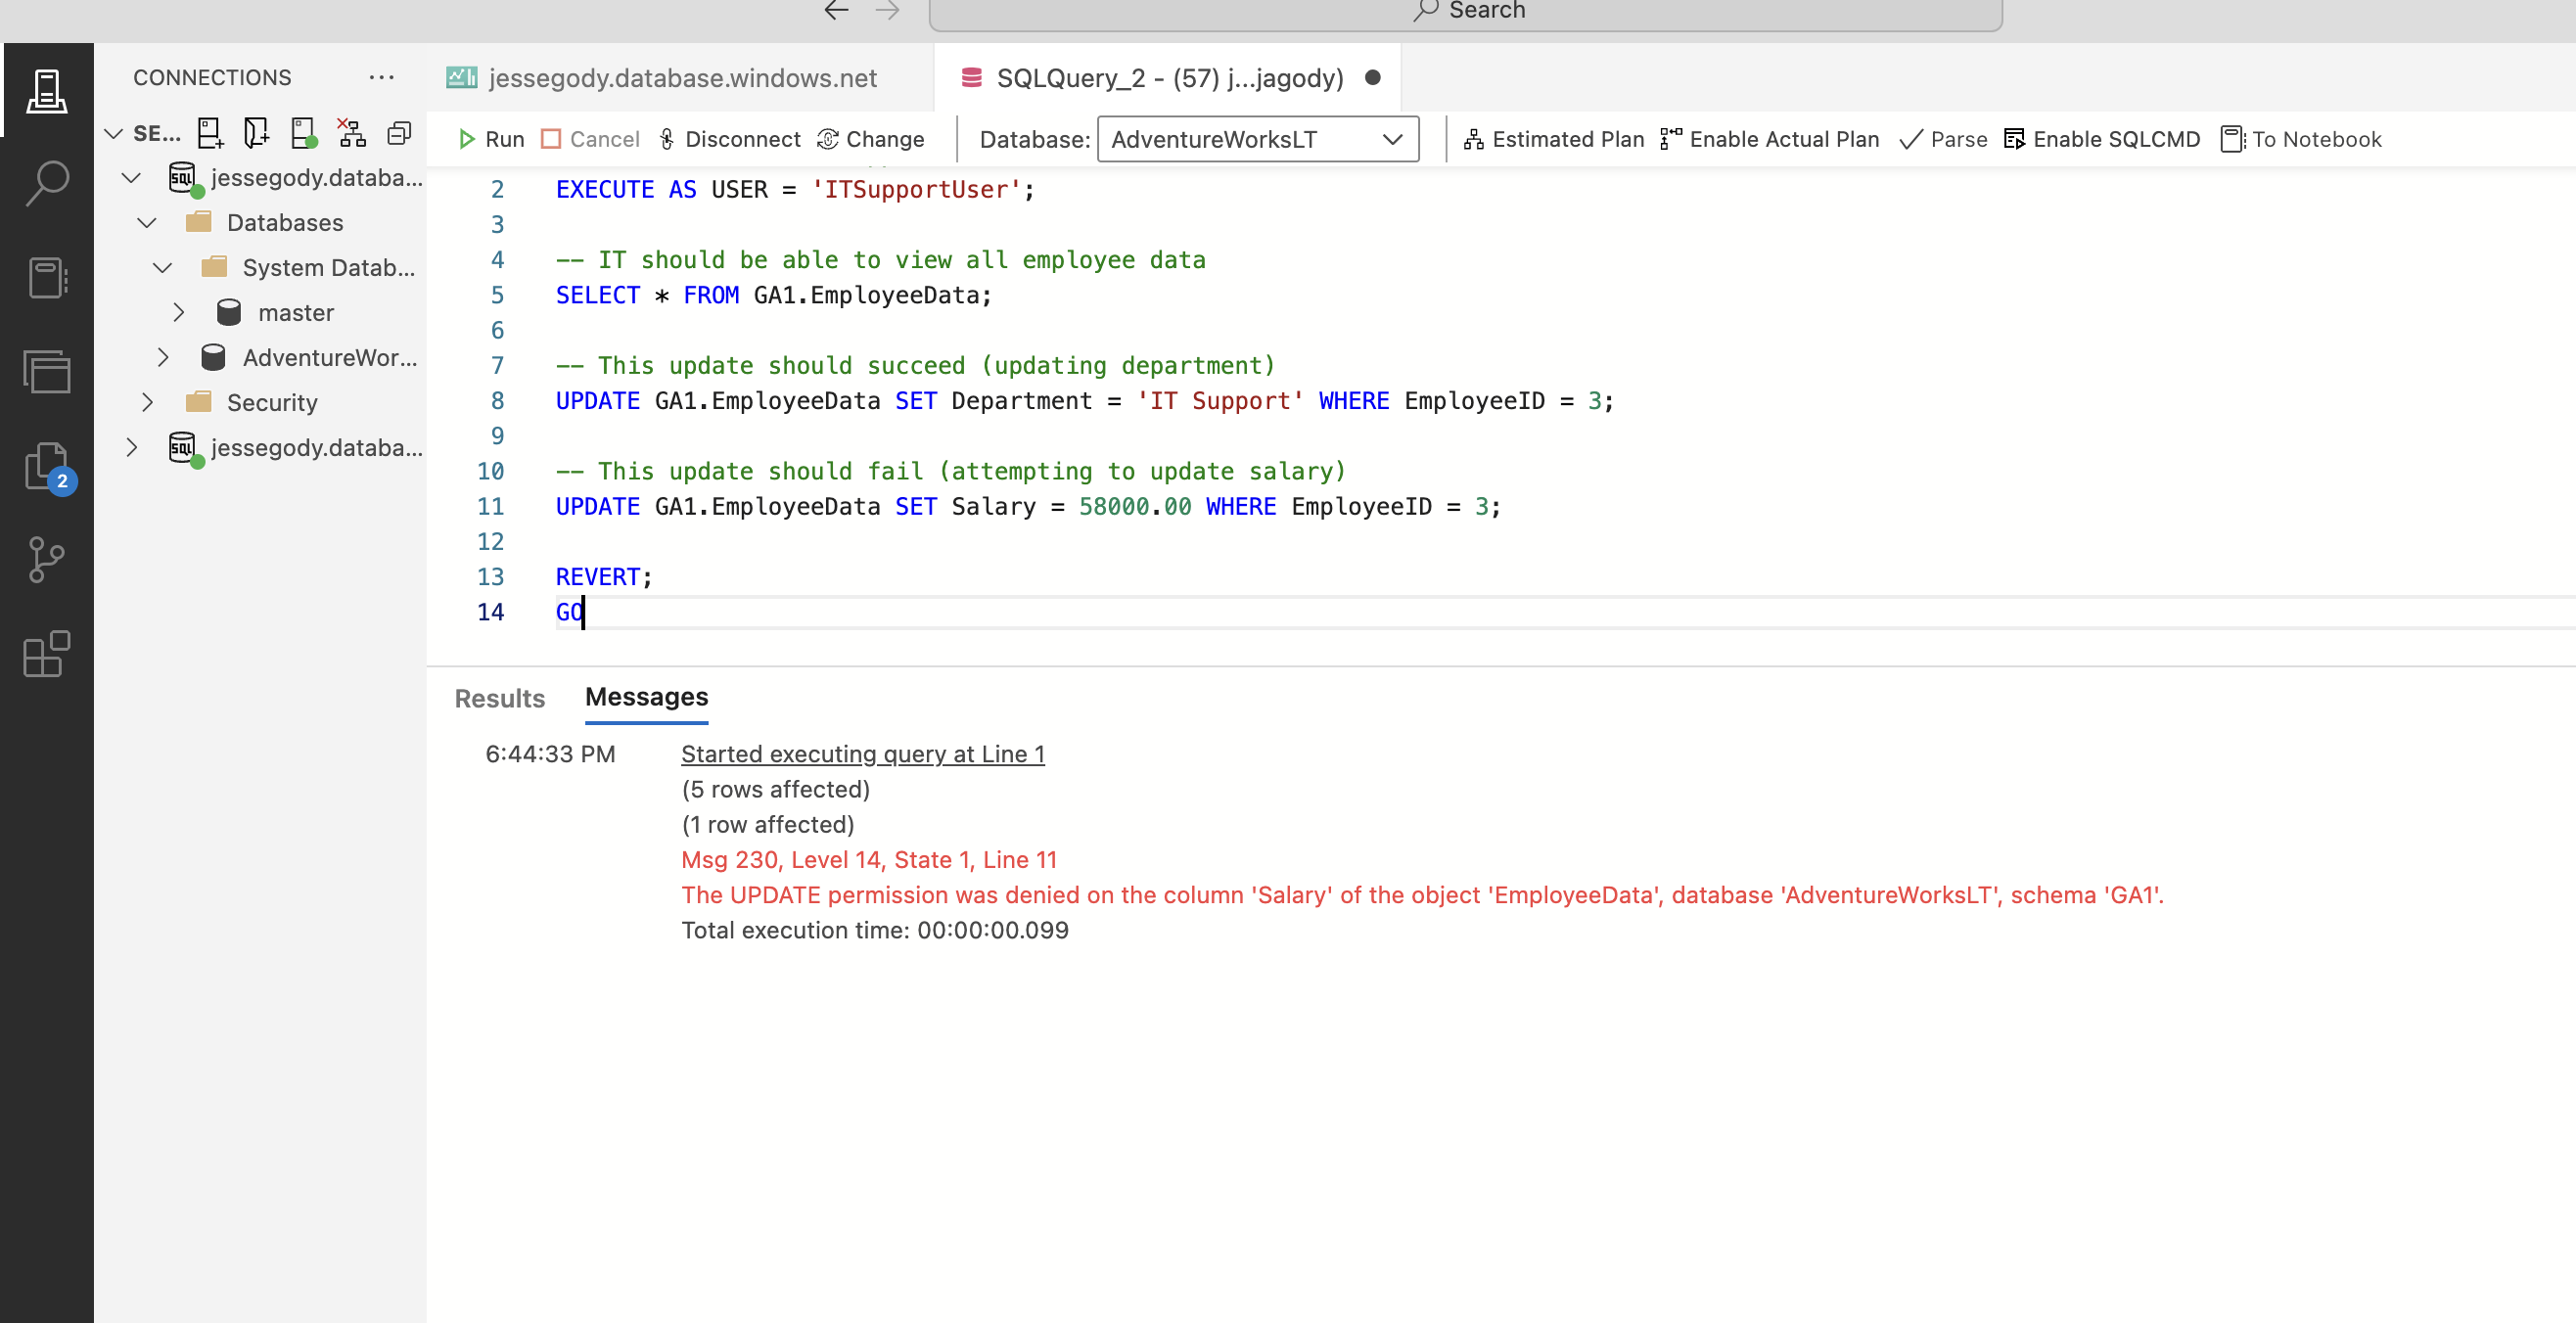 Search
CONNECTIONS ...
jessegody.database.windows.net
SQLQuery_2 - (57) j...jagody)
SE...
Run Cancel Disconnect Change Database: AdventureWorksLT Estimated Plan Enable Actual Plan Parse Enable SQLCMD To Notebook
jessegody.databa...
Databases
System Datab...
master
AdventureWor...
Security
jessegody.databa...
2
2 EXECUTE AS USER = 'ITSupportUser';
3
4 -- IT should be able to view all employee data
5 SELECT * FROM GA1.EmployeeData;
6
7 -- This update should succeed (updating department)
8 UPDATE GA1.EmployeeData SET Department = 'IT Support' WHERE EmployeeID = 3;
9
10 -- This update should fail (attempting to update salary)
11 UPDATE GA1.EmployeeData SET Salary = 58000.00 WHERE EmployeeID = 3;
12
13 REVERT;
14 GO
Results Messages
6:44:33 PM Started executing query at Line 1
(5 rows affected)
(1 row affected)
Msg 230, Level 14, State 1, Line 11
The UPDATE permission was denied on the column 'Salary' of the object 'EmployeeData', database 'AdventureWorksLT', schema 'GA1'.
Total execution time: 00:00:00.099